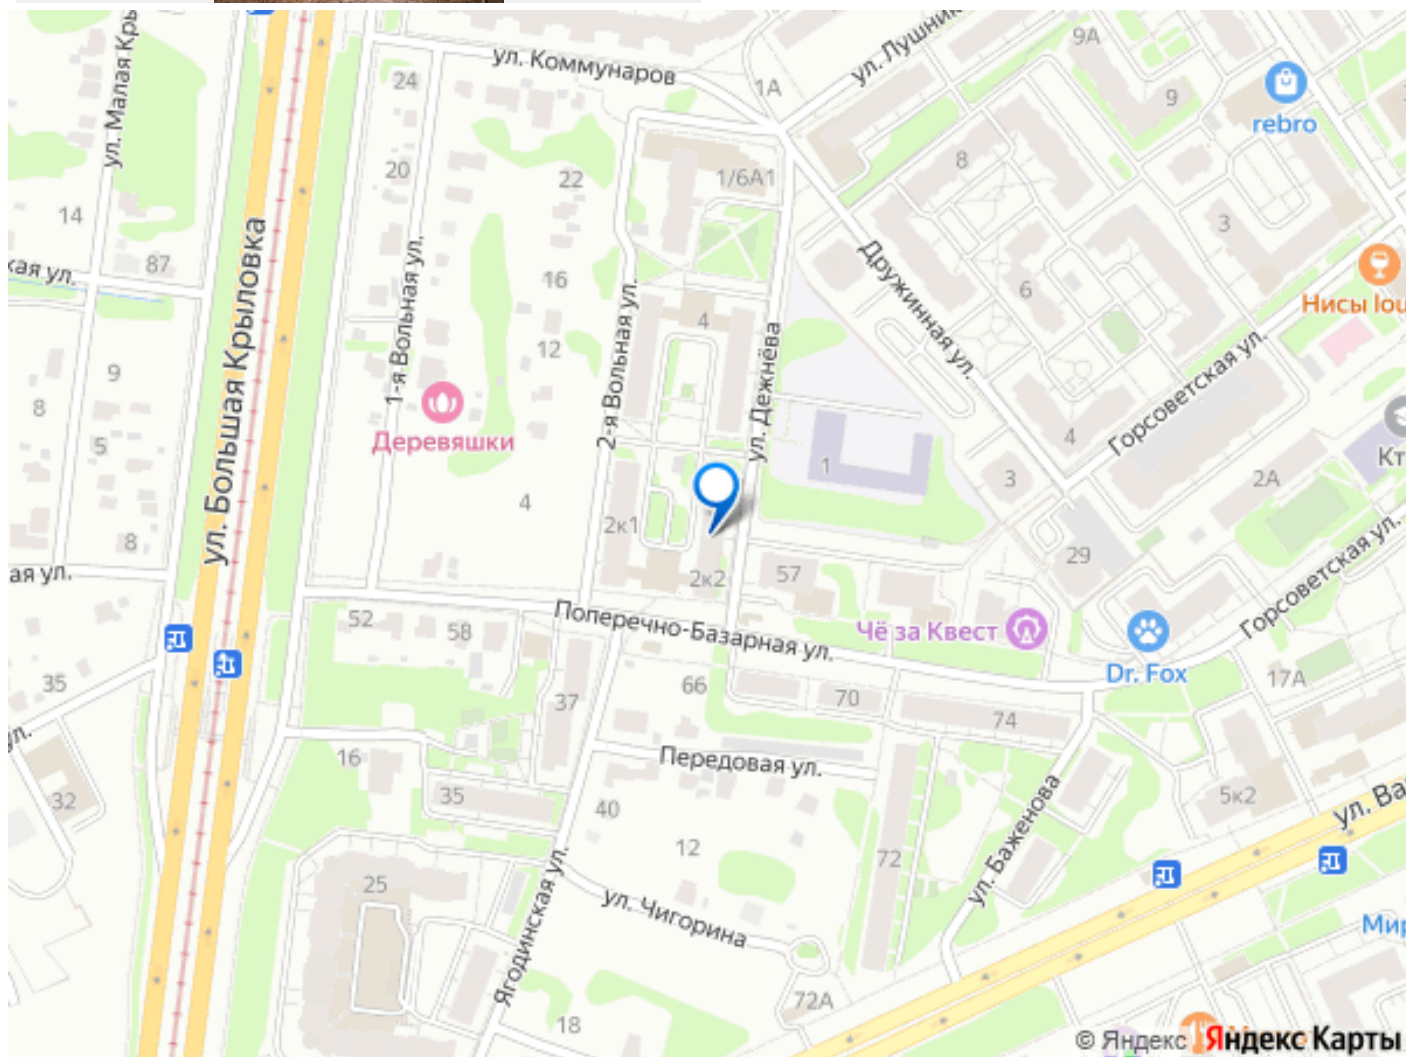 ул. Коммунаров
ул. Лушник
9А
24
1А
9
rebro
ул. Малая Кры
20
22
1/6А1
8
14
3
кая ул.
87
ул. Большая Крыловка
1-я Вольная ул.
16
2-я Вольная ул.
4
ул. Дежнёва
Дружинная ул.
6
Нисы lou
9
12
8
5
Деревяшки
1
4
Горсоветская ул.
3
2А
Кт
4
2к1
8
ая ул.
2к2
57
29
Горсоветская ул.
52
58
Поперечно-Базарная ул.
Чё за Квест
Dr. Fox
35
37
66
70
74
17А
ул.
16
Передовая ул.
32
35
40
5к2
ул. Ва
12
72
ул. Баженова
25
Ягодинская ул.
ул. Чигорина
Мир
72А
18
© Яндекс Яндекс Карты